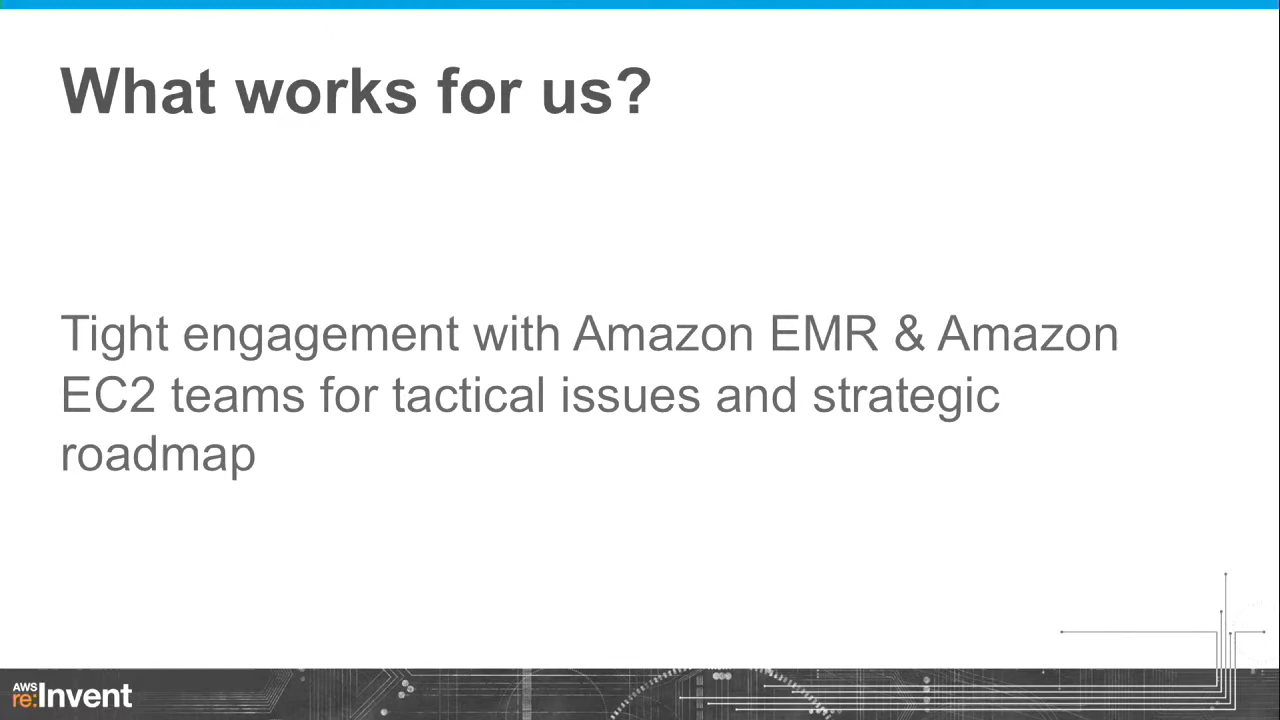 What works for us?
Tight engagement with Amazon EMR & Amazon
EC2 teams for tactical issues and strategic
roadmap
AWS
re:Invent